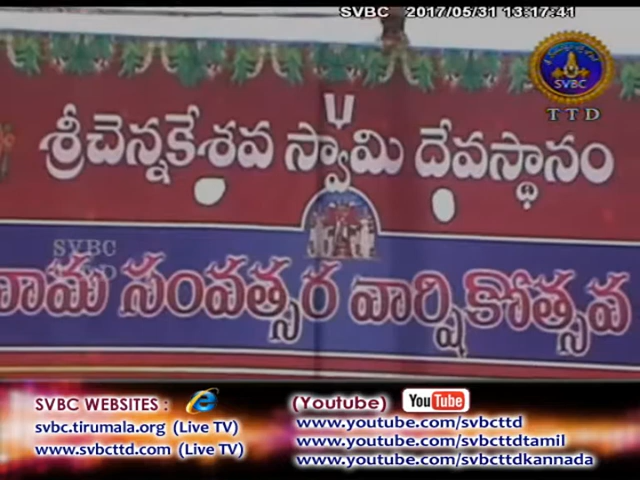 SVBC 2017/05/31 13:17:41
SVBC
TTD
శ్రీచెన్నకేశవ స్వామి దేవస్థానం
SVBC
నామ సంవత్సర వార్షికోత్సవ
SVBC WEBSITES :
svbc.tirumala.org (Live TV)
www.svbcttd.com (Live TV)
(Youtube) YouTube
www.youtube.com/svbcttd
www.youtube.com/svbcttdtamil
www.youtube.com/svbcttdkannada